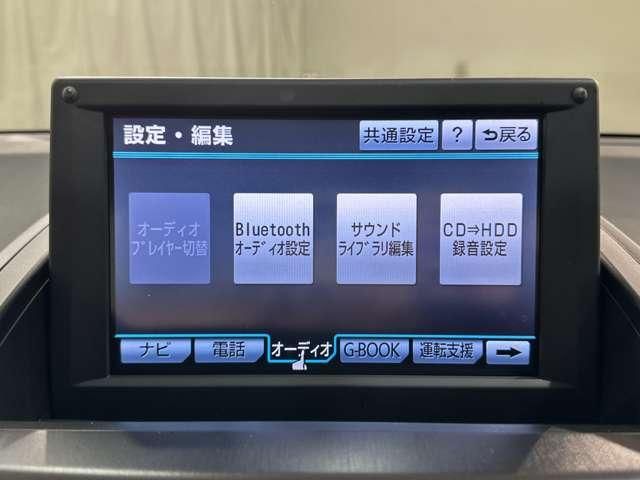 設定・編集 共通設定 ? 戻る
オーディオ
プレイヤー切替
Bluetooth
オーディオ設定
サウンド
ライブラリ編集
CD⇒HDD
録音設定
ナビ 電話 オーディオ G-BOOK 運転支援